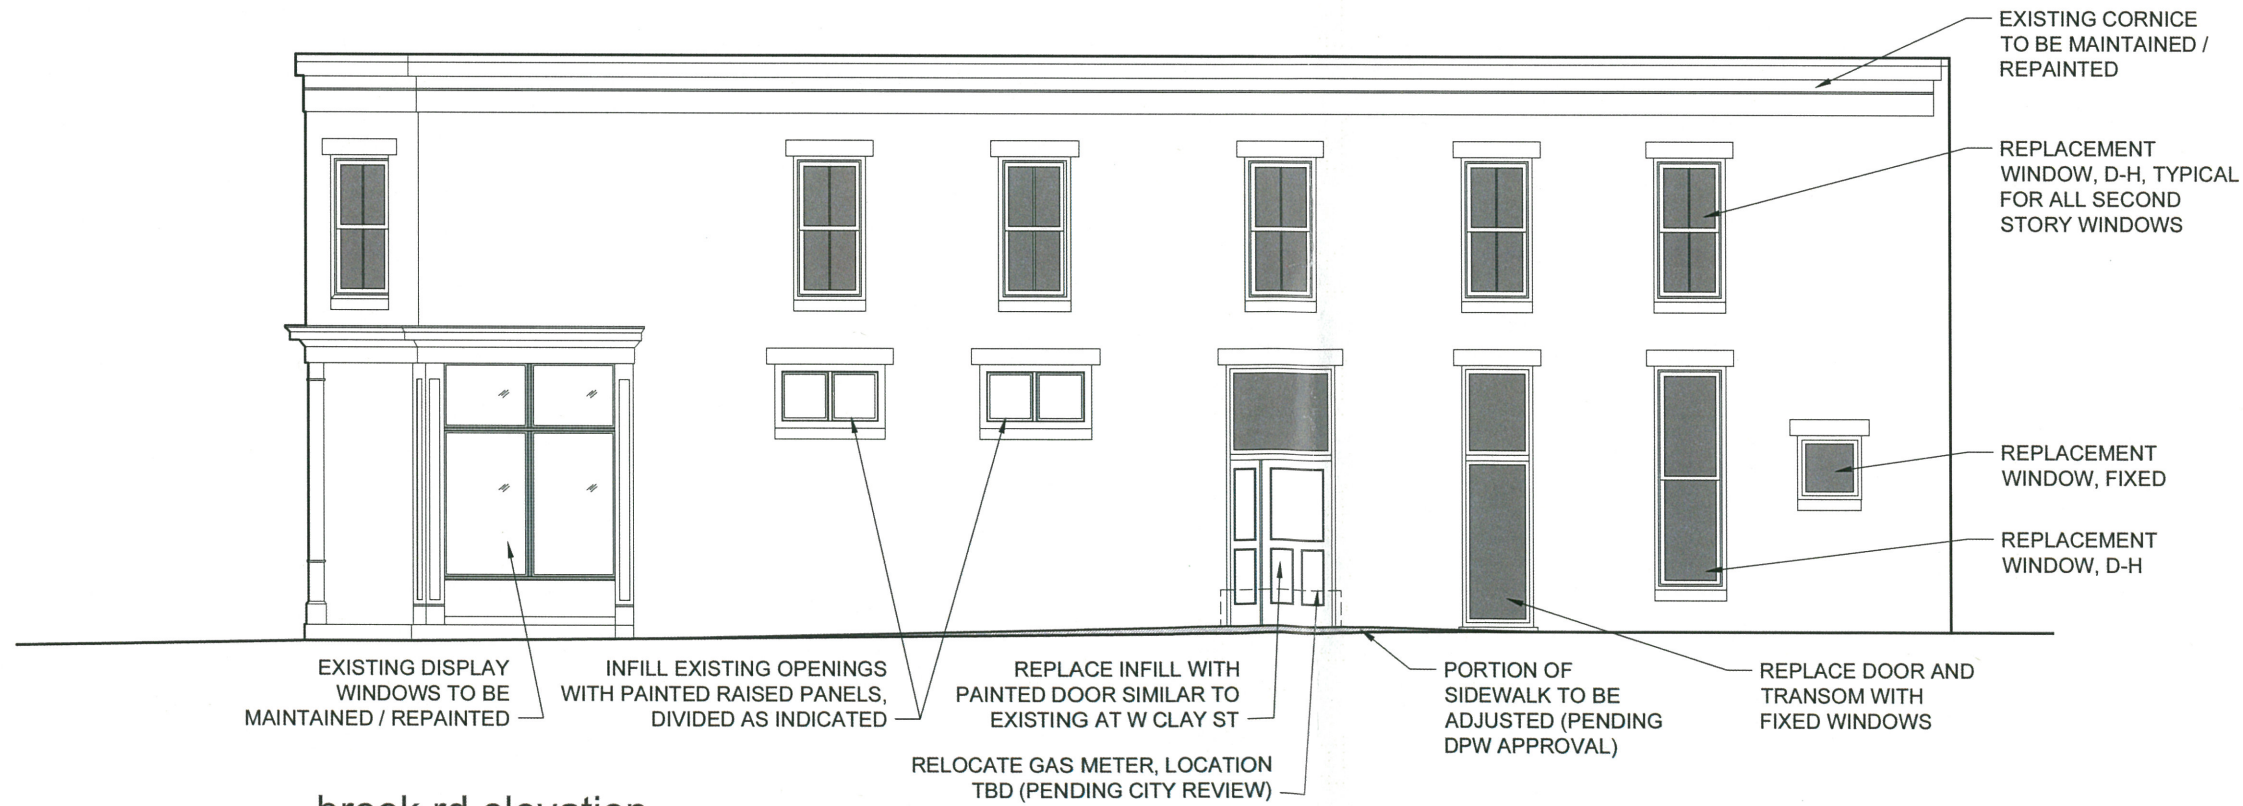 EXISTING CORNICE
TO BE MAINTAINED /
REPAINTED
REPLACEMENT
WINDOW, D-H, TYPICAL
FOR ALL SECOND
STORY WINDOWS
REPLACEMENT
WINDOW, FIXED
REPLACEMENT
WINDOW, D-H
EXISTING DISPLAY
WINDOWS TO BE
MAINTAINED / REPAINTED
INFILL EXISTING OPENINGS
WITH PAINTED RAISED PANELS,
DIVIDED AS INDICATED
REPLACE INFILL WITH
PAINTED DOOR SIMILAR TO
EXISTING AT W CLAY ST
RELOCATE GAS METER, LOCATION
TBD (PENDING CITY REVIEW)
PORTION OF
SIDEWALK TO BE
ADJUSTED (PENDING
DPW APPROVAL)
REPLACE DOOR AND
TRANSOM WITH
FIXED WINDOWS
brook rd elevation